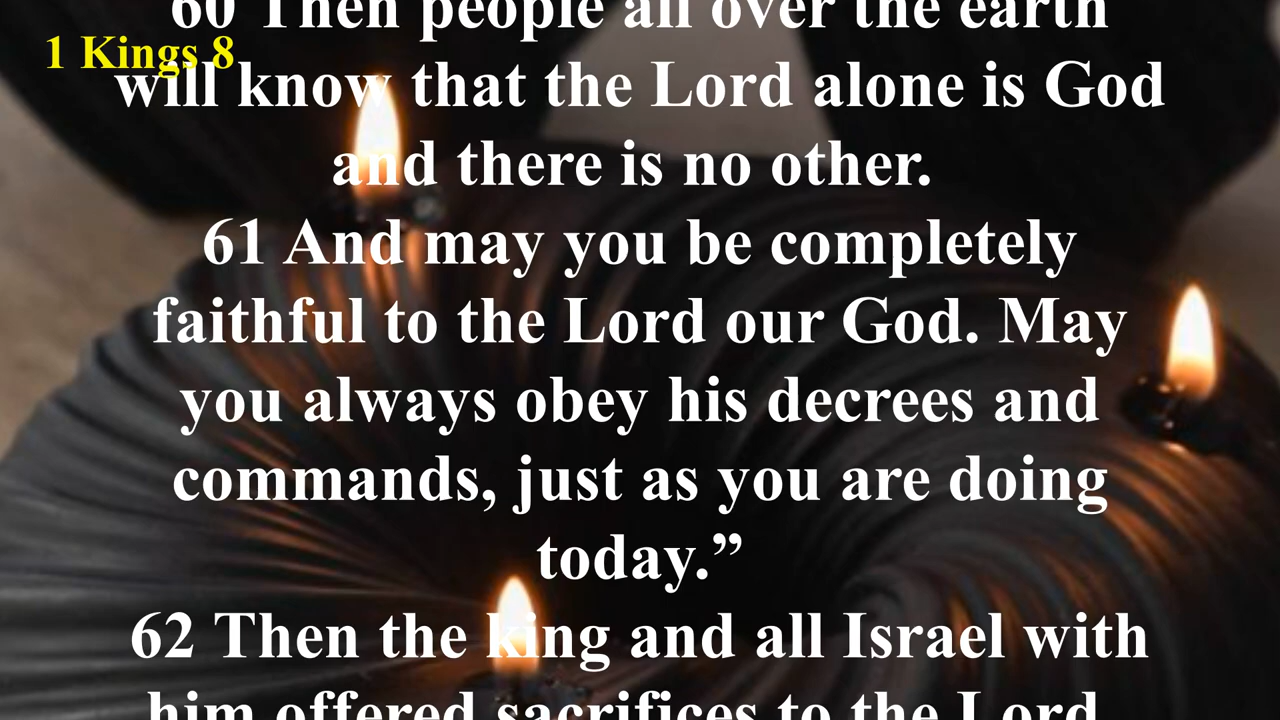 60 Then people all over the earth
1 Kings 8
will know that the Lord alone is God
and there is no other.
61 And may you be completely
faithful to the Lord our God. May
you always obey his decrees and
commands, just as you are doing
today.”
62 Then the king and all Israel with
him offered sacrifices to the Lord.